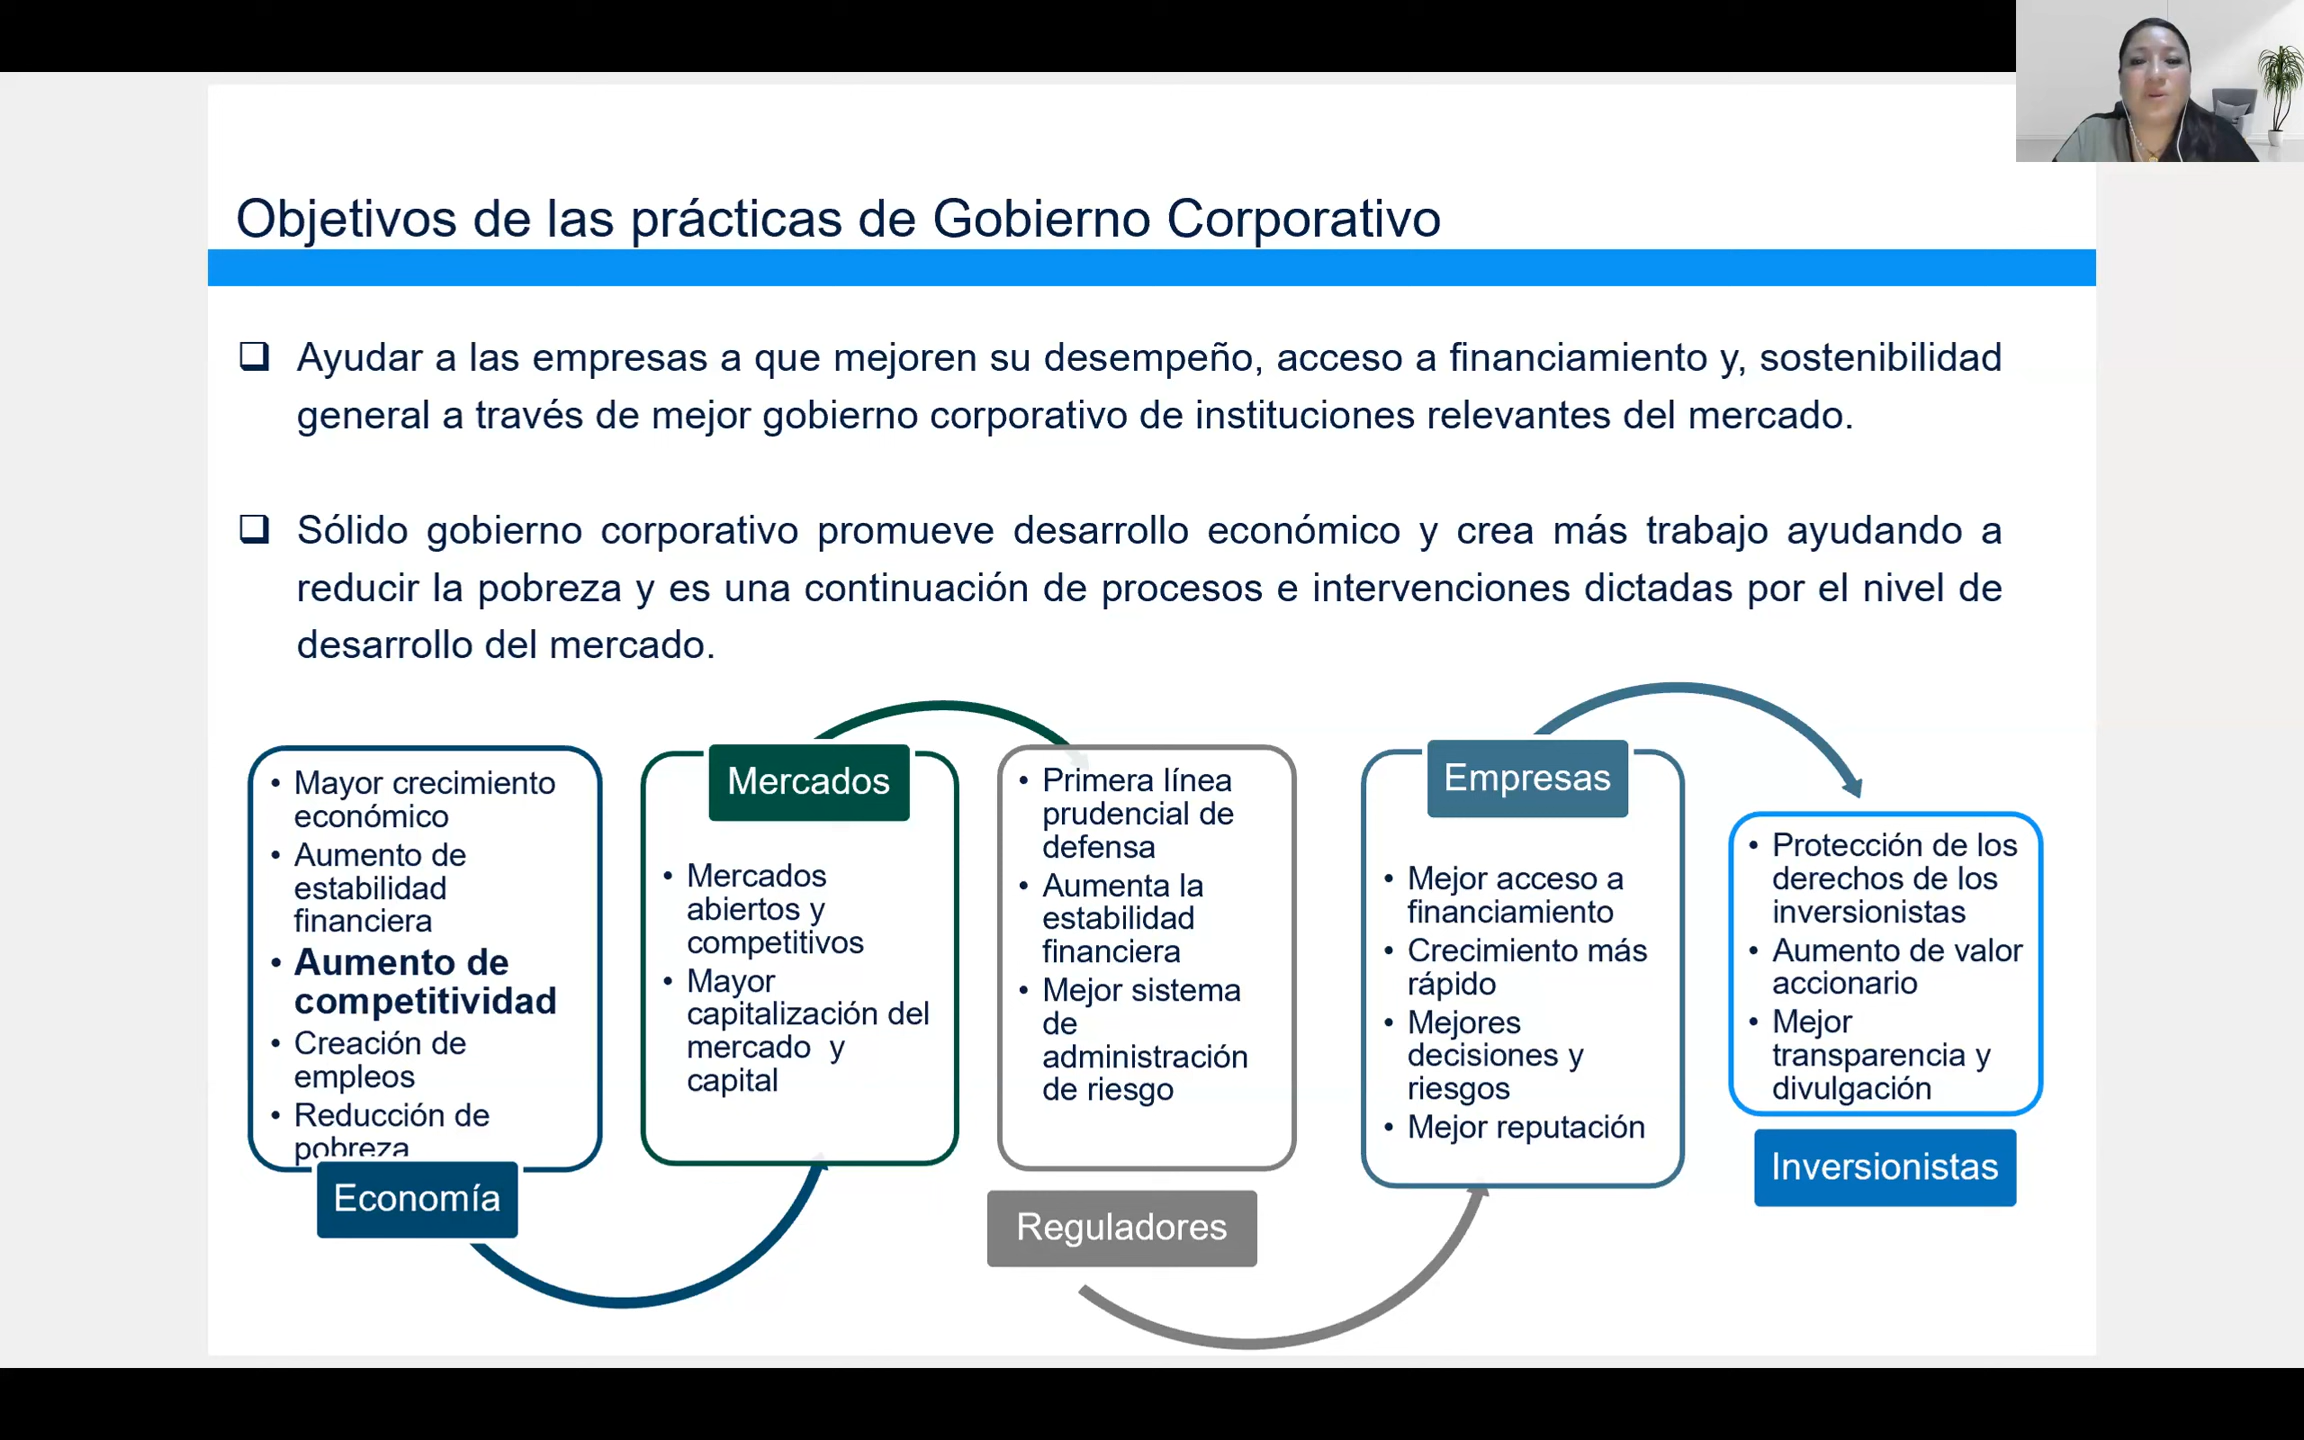 Objetivos de las prácticas de Gobierno Corporativo
❑ Ayudar a las empresas a que mejoren su desempeño, acceso a financiamiento y, sostenibilidad
general a través de mejor gobierno corporativo de instituciones relevantes del mercado.
❑ Sólido gobierno corporativo promueve desarrollo económico y crea más trabajo ayudando a
reducir la pobreza y es una continuación de procesos e intervenciones dictadas por el nivel de
desarrollo del mercado.
• Mayor crecimiento
económico
• Aumento de
estabilidad
financiera
• Aumento de
competitividad
• Creación de
empleos
• Reducción de
pobreza
Economía
Mercados
• Mercados
abiertos y
competitivos
• Mayor
capitalización del
mercado y
capital
• Primera línea
prudencial de
defensa
• Aumenta la
estabilidad
financiera
• Mejor sistema
de
administración
de riesgo
Reguladores
Empresas
• Mejor acceso a
financiamiento
• Crecimiento más
rápido
• Mejores
decisiones y
riesgos
• Mejor reputación
• Protección de los
derechos de los
inversionistas
• Aumento de valor
accionario
• Mejor
transparencia y
divulgación
Inversionistas